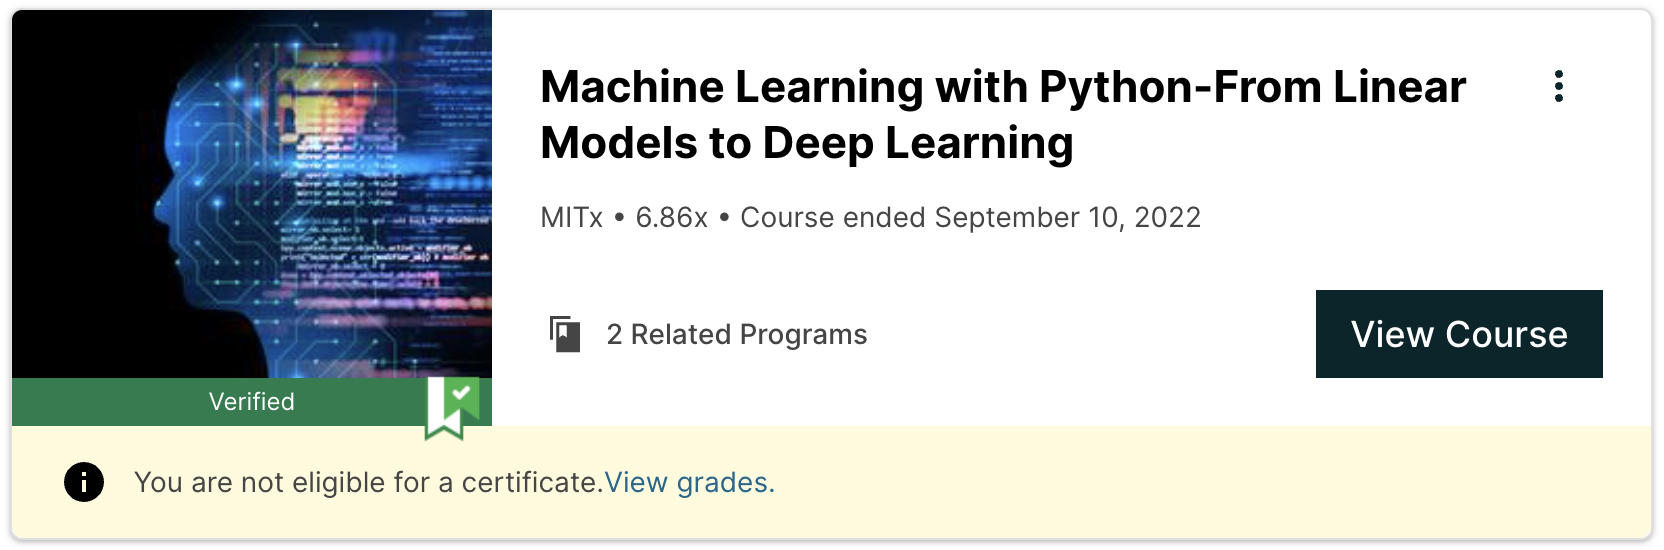 Machine Learning with Python-From Linear
Models to Deep Learning
MITx • 6.86x • Course ended September 10, 2022
2 Related Programs
View Course
Verified
You are not eligible for a certificate.View grades.